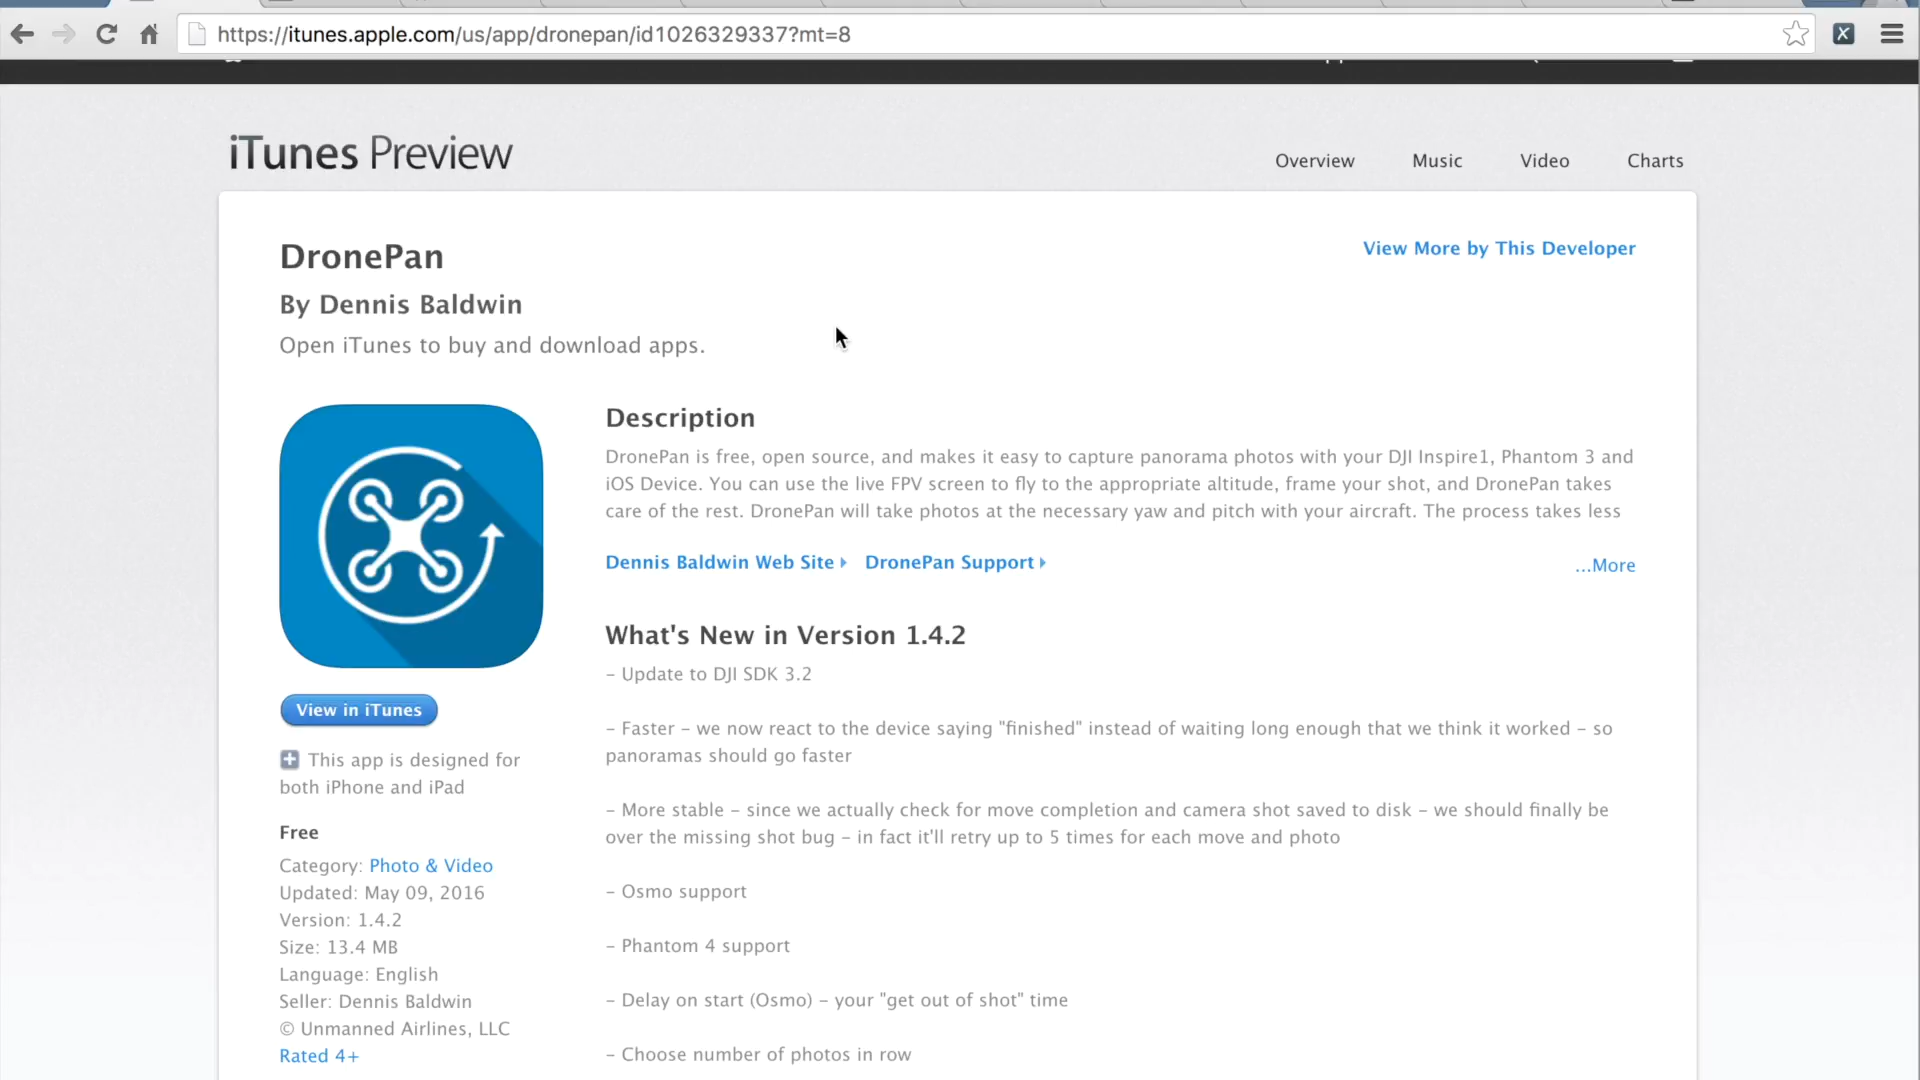 https://itunes.apple.com/us/app/dronepan/id1026329337?mt=8
iTunes Preview
Overview
Music
Video
Charts
DronePan
View More by This Developer
By Dennis Baldwin
Open iTunes to buy and download apps.
Description
DronePan is free, open source, and makes it easy to capture panorama photos with your DJI Inspire1, Phantom 3 and
iOS Device. You can use the live FPV screen to fly to the appropriate altitude, frame your shot, and DronePan takes
care of the rest. DronePan will take photos at the necessary yaw and pitch with your aircraft. The process takes less
Dennis Baldwin Web Site
DronePan Support
...More
What's New in Version 1.4.2
– Update to DJI SDK 3.2
– Faster – we now react to the device saying "finished" instead of waiting long enough that we think it worked – so
panoramas should go faster
– More stable – since we actually check for move completion and camera shot saved to disk – we should finally be
over the missing shot bug – in fact it'll retry up to 5 times for each move and photo
– Osmo support
– Phantom 4 support
– Delay on start (Osmo) – your "get out of shot" time
– Choose number of photos in row
View in iTunes
This app is designed for
both iPhone and iPad
Free
Category: Photo & Video
Updated: May 09, 2016
Version: 1.4.2
Size: 13.4 MB
Language: English
Seller: Dennis Baldwin
© Unmanned Airlines, LLC
Rated 4+